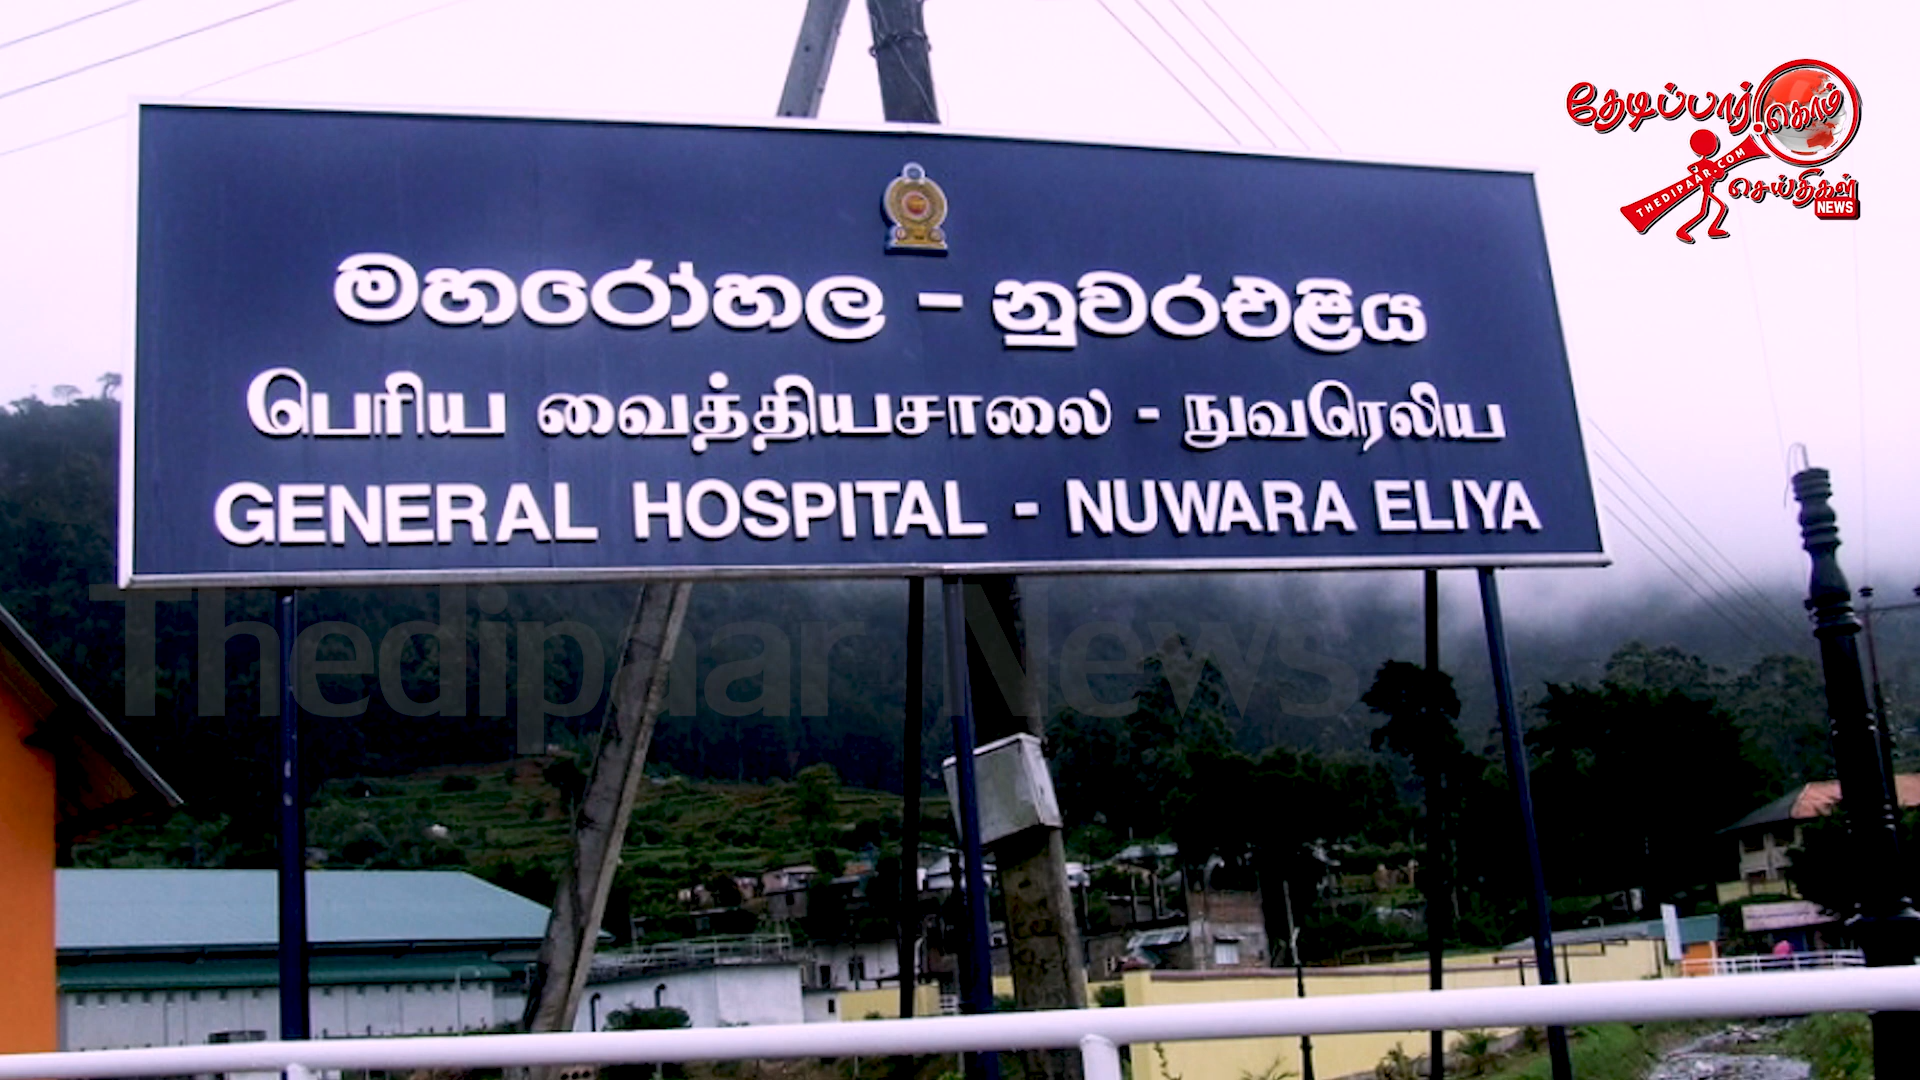 මහරෝහල - නුවරඑළිය
பெரிய வைத்தியசாலை - நுவரெலிய
GENERAL HOSPITAL - NUWARA ELIYA
தேடிப்பார் கொம்
THEDIPAAR.COM
செய்திகள்
NEWS
Thedipaar News